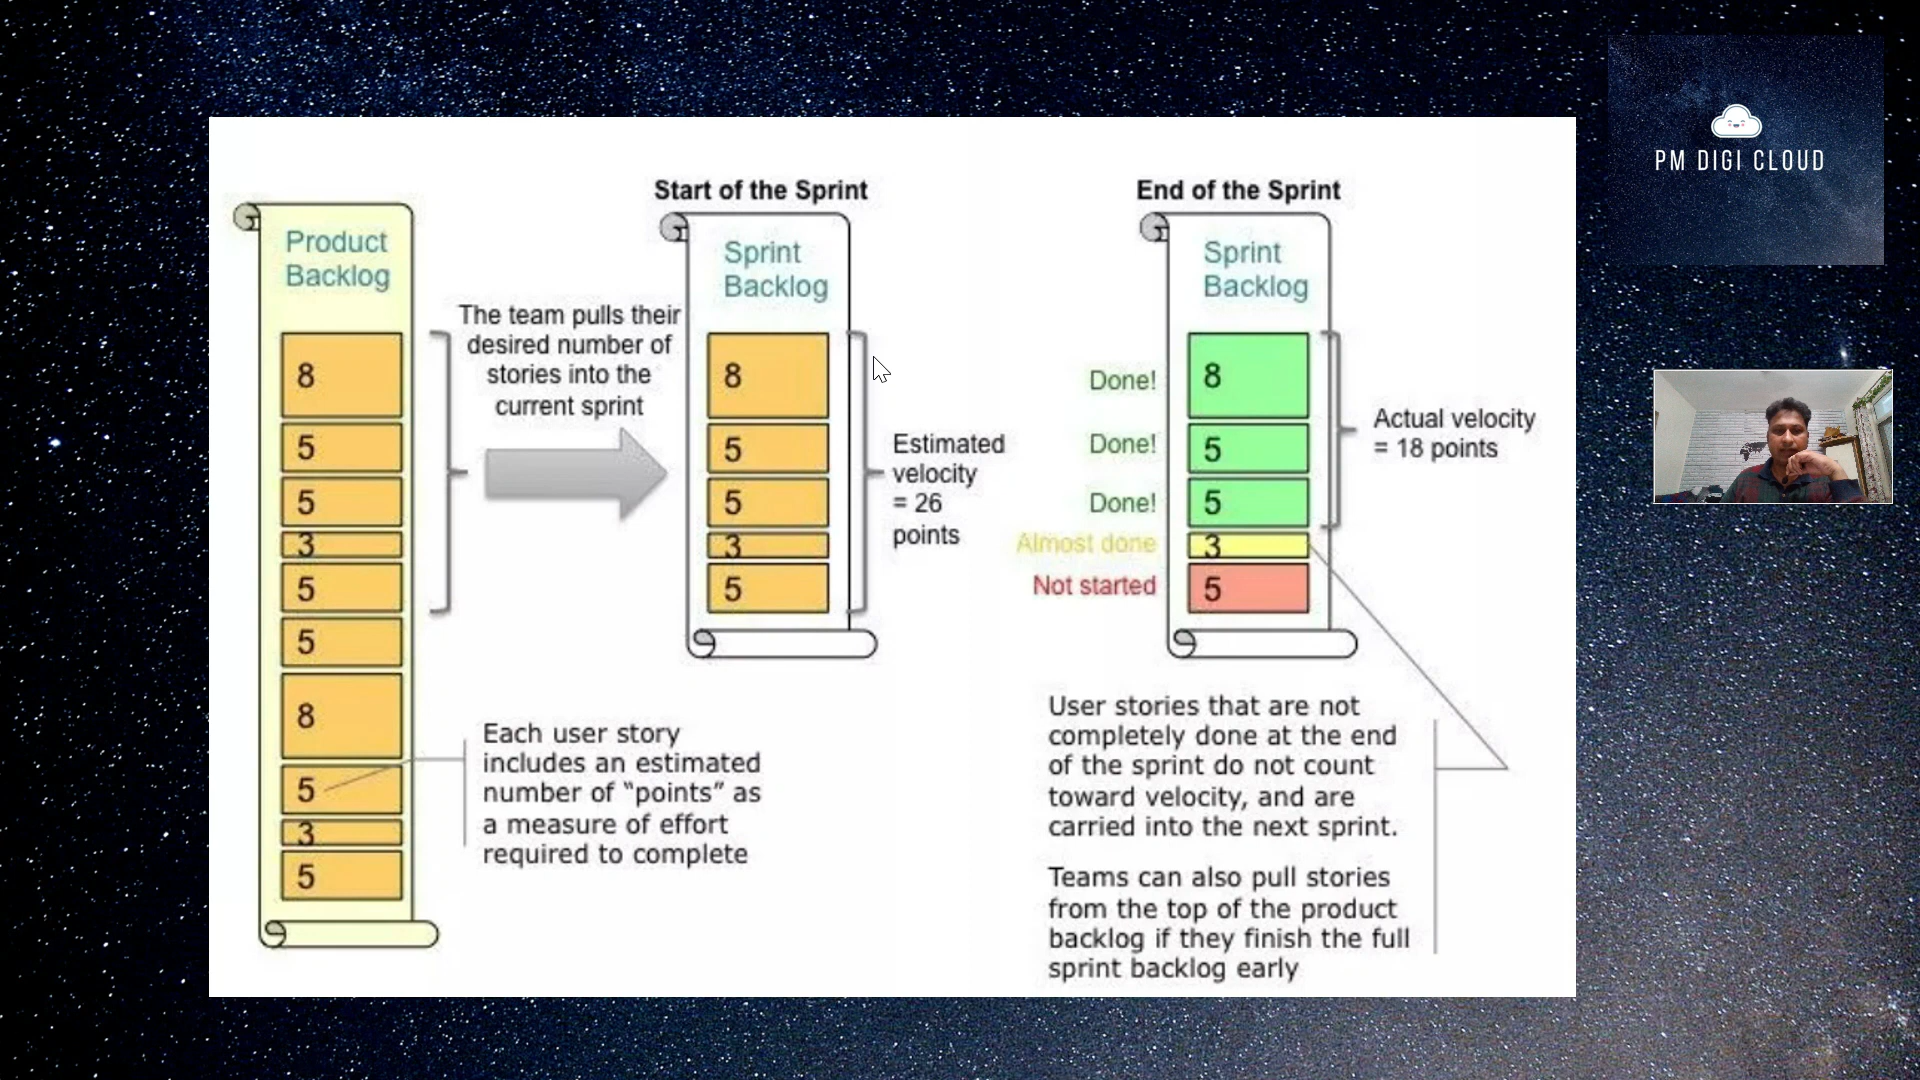 PM DIGI CLOUD
Product
Backlog
8
5
5
3
5
5
8
5
3
5
The team pulls their
desired number of
stories into the
current sprint
Each user story
includes an estimated
number of “points” as
a measure of effort
required to complete
Start of the Sprint
Sprint
Backlog
8
5
5
3
5
Estimated
velocity
= 26
points
End of the Sprint
Sprint
Backlog
Done! 8
Done! 5
Done! 5
Almost done 3
Not started 5
Actual velocity
= 18 points
User stories that are not
completely done at the end
of the sprint do not count
toward velocity, and are
carried into the next sprint.
Teams can also pull stories
from the top of the product
backlog if they finish the full
sprint backlog early